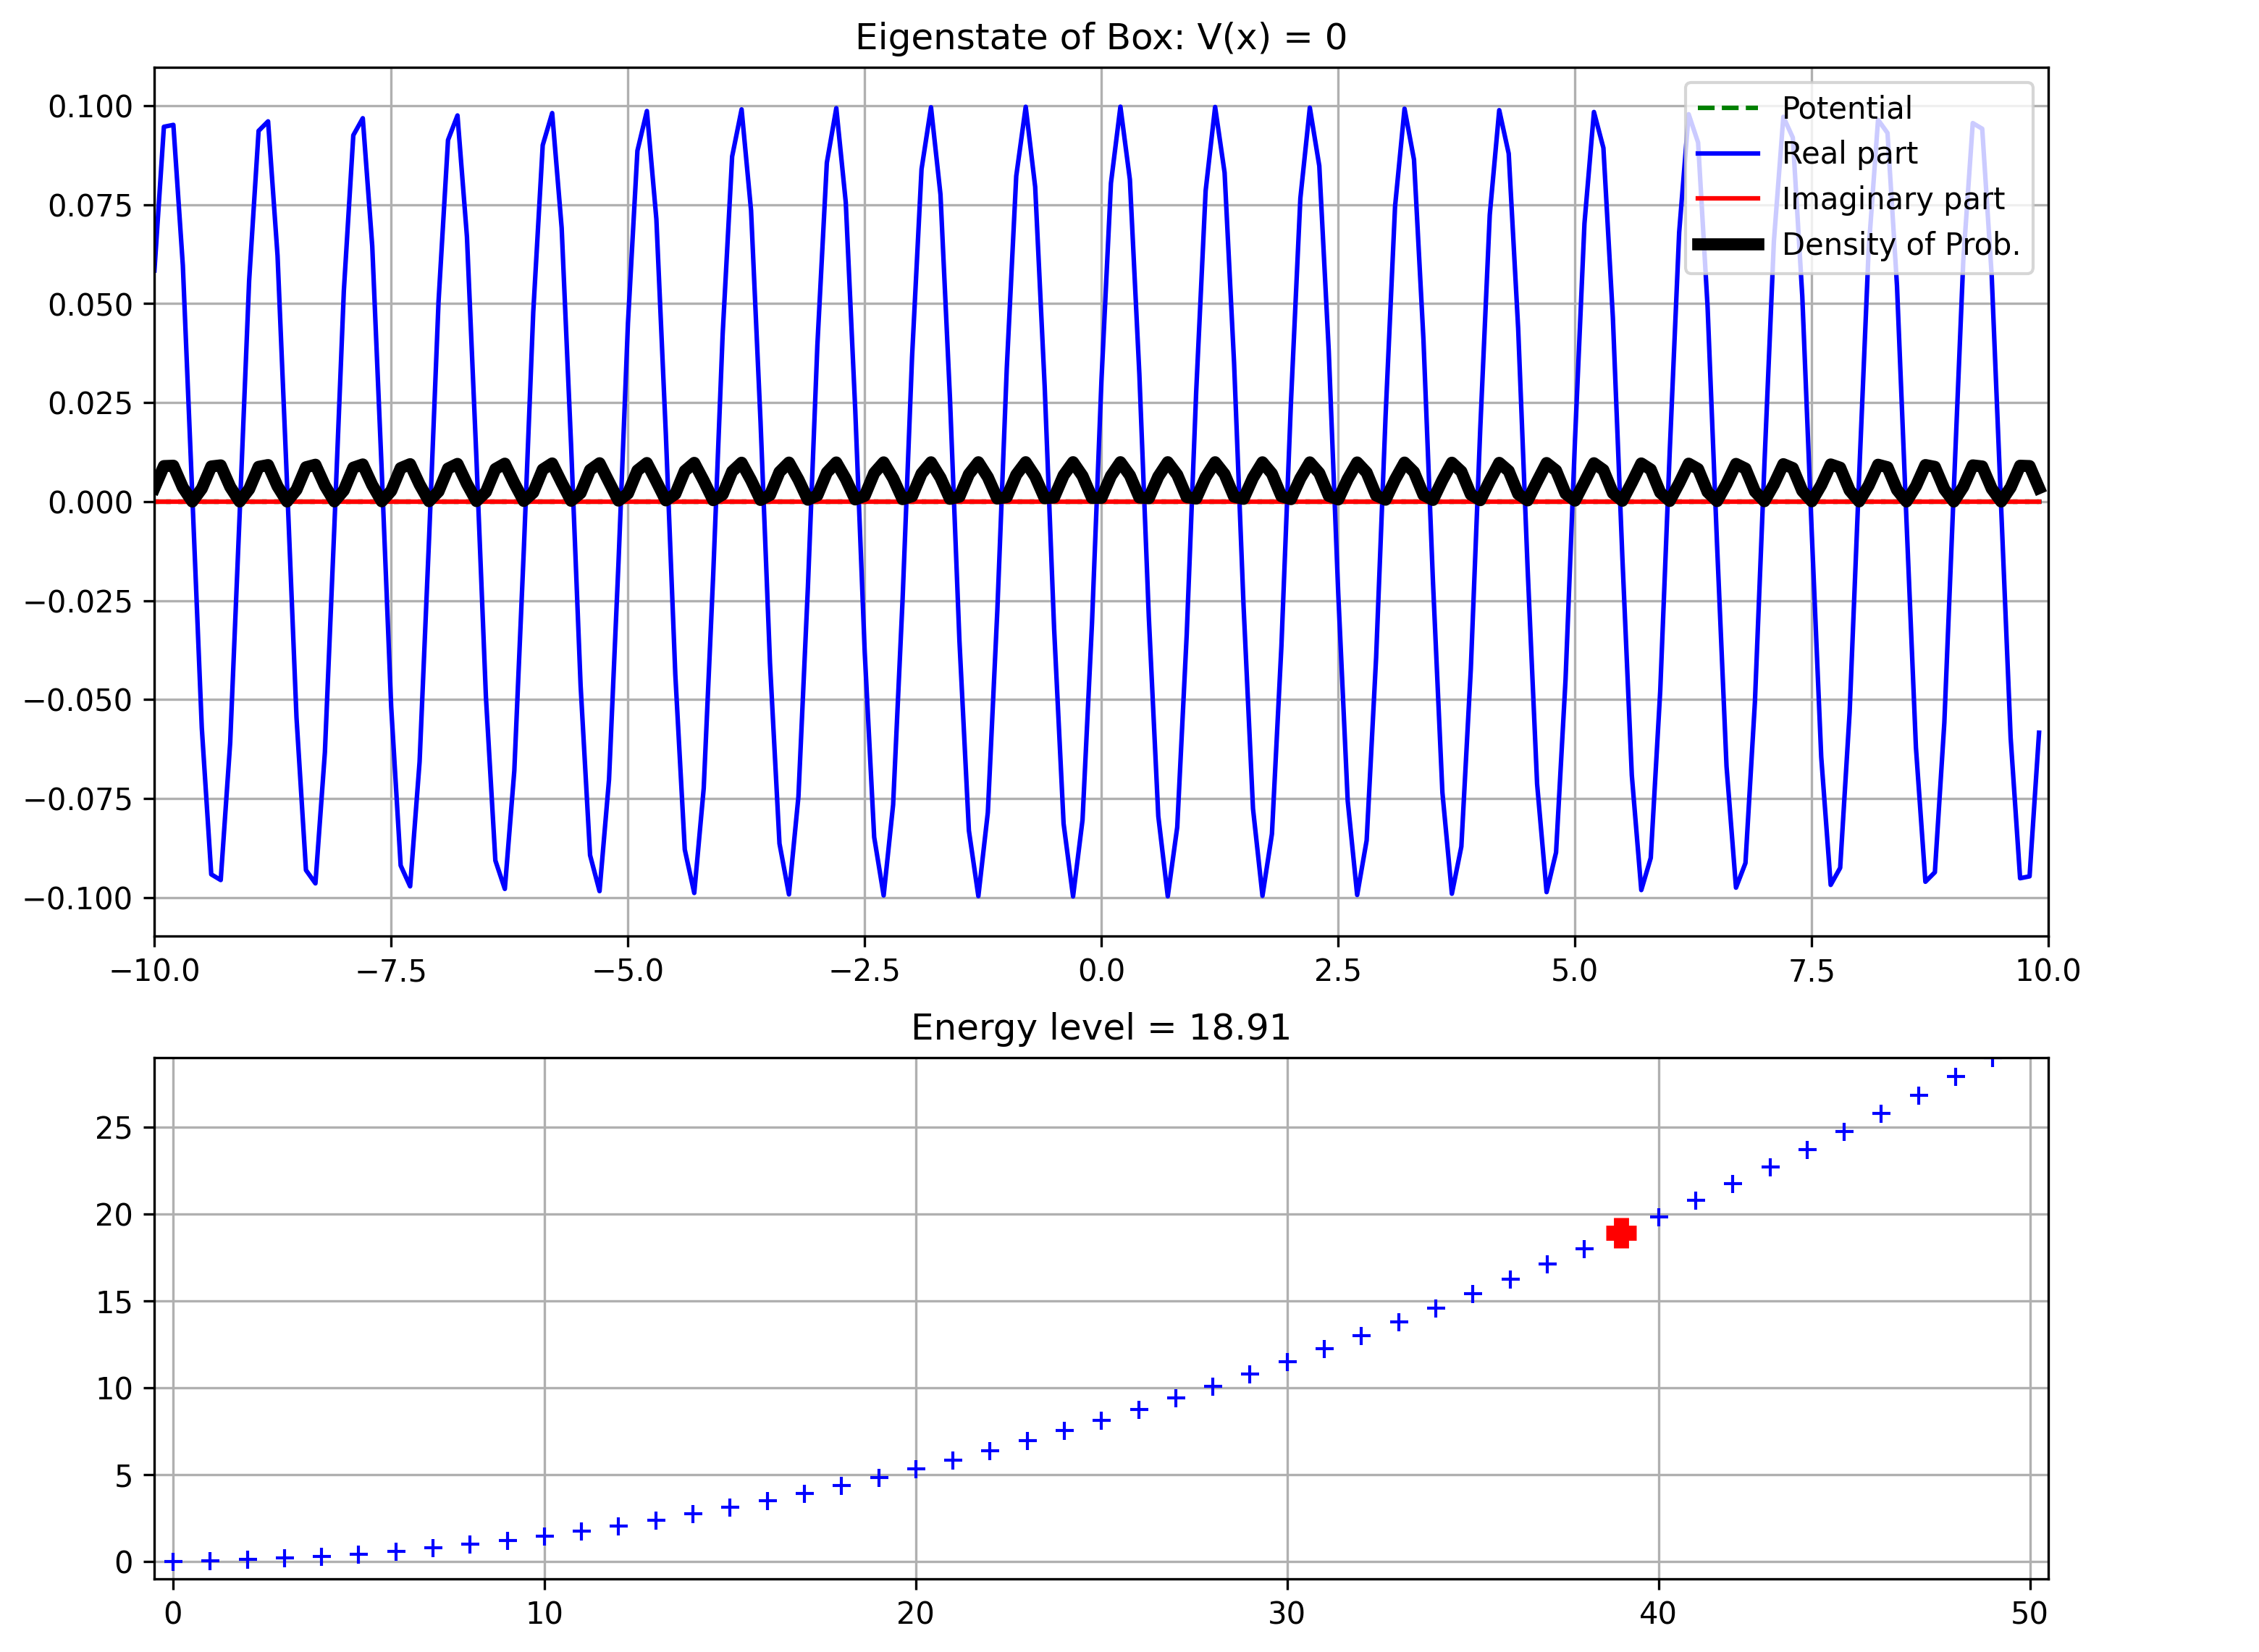 Eigenstate of Box: V(x) = 0
0.100
0.075
0.050
0.025
0.000
−0.025
−0.050
−0.075
−0.100
Potential
Real part
Imaginary part
Density of Prob.
−10.0 −7.5 −5.0 −2.5 0.0 2.5 5.0 7.5 10.0
Energy level = 18.91
25
20
15
10
5
0
0 10 20 30 40 50